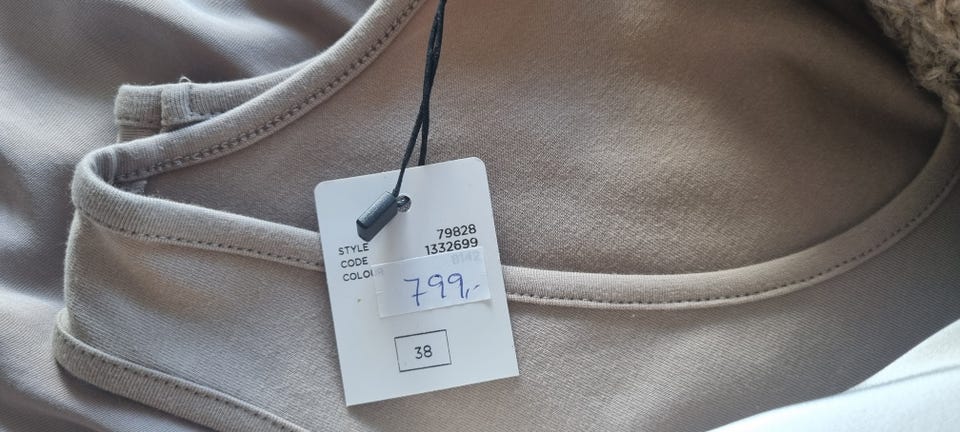 STYLE 79828
CODE 1332699
COLOUR
799,-
38